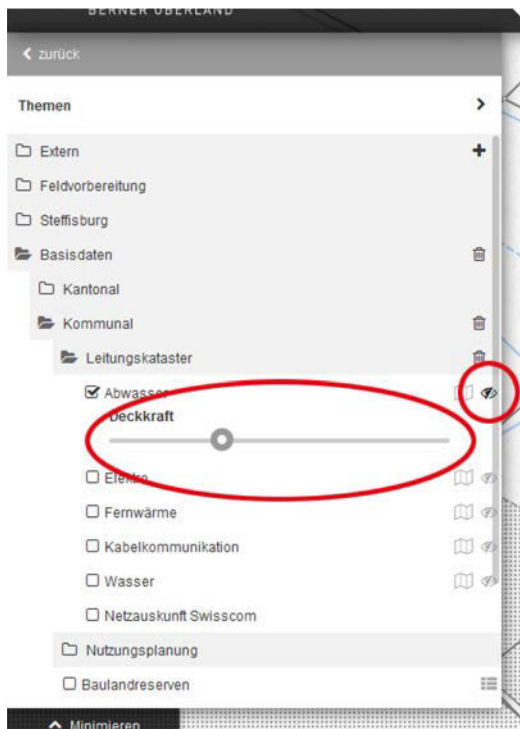 BERNER OBERLAND
zurück
Themen
Extern
Feldvorbereitung
Steffisburg
Basisdaten
Kantonal
Kommunal
Leitungskataster
Abwasser
Deckkraft
Elektro
Fernwärme
Kabelkommunikation
Wasser
Netzauskunft Swisscom
Nutzungsplanung
Baulandreserven
Minimieren